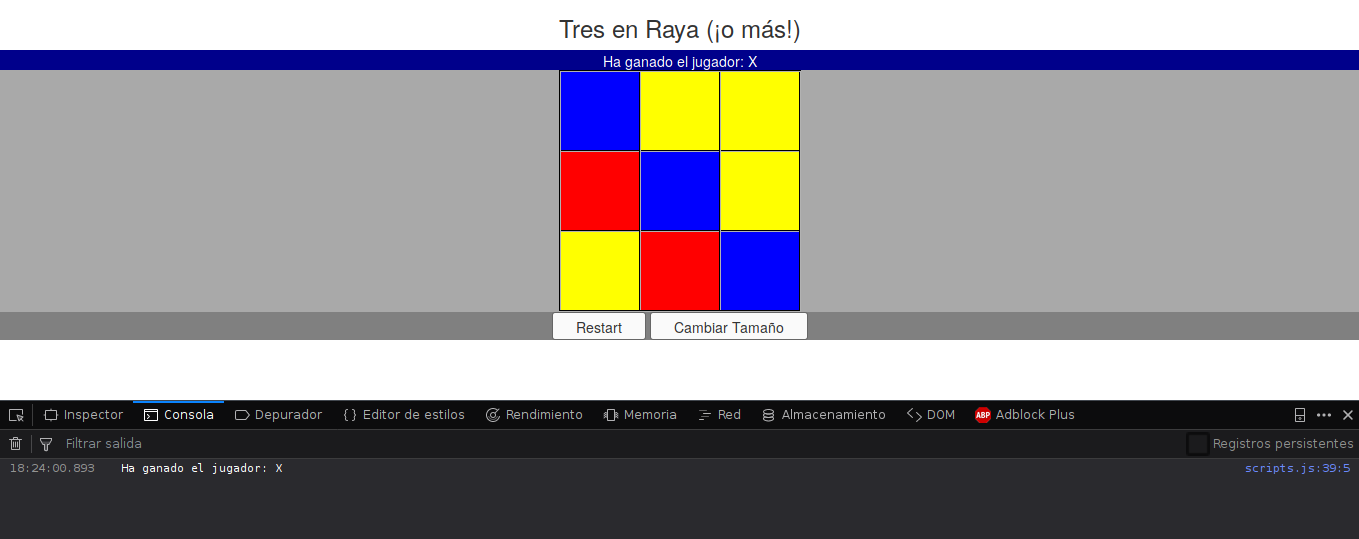 Tres en Raya (¡o más!)
Ha ganado el jugador: X
Restart Cambiar Tamaño
Inspector Consola Depurador {} Editor de estilos Rendimiento Memoria Red Almacenamiento DOM ABP Adblock Plus
Filtrar salida Registros persistentes
18:24:00.893 Ha ganado el jugador: X scripts.js:39:5